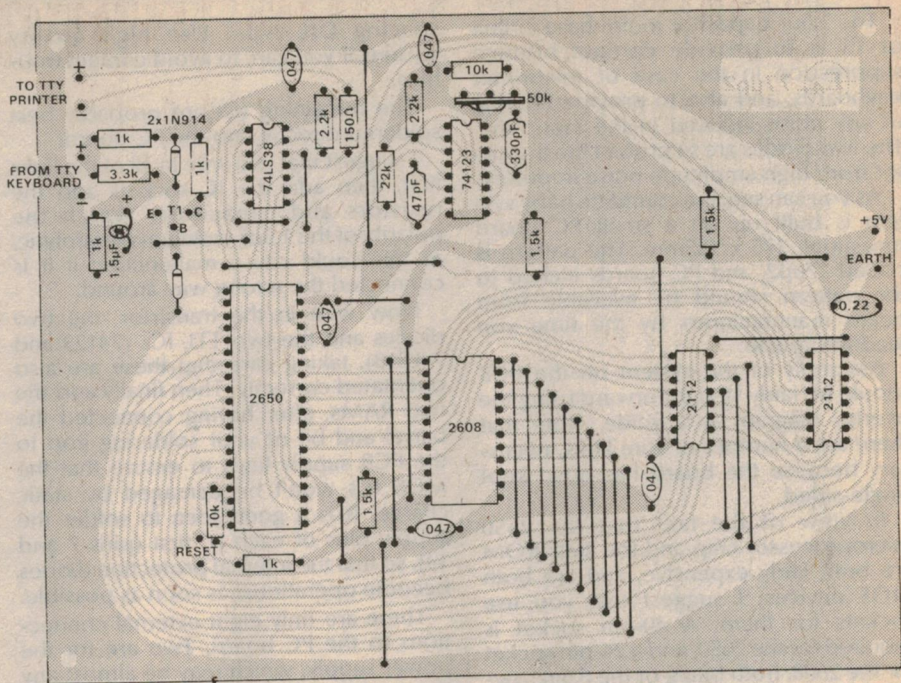 .047
.047
+
TO TTY
PRINTER
−
10k
50k
2x1N914
2.2k
150Ω
2.2k
+
1k
FROM TTY
KEYBOARD
3.3k
−
1k
74LS38
22k
47pF
74123
330pF
1k
1.5µF
+
E T1 C
B
1.5k
1.5k
+5V
EARTH
0.22
.047
2650
2608
2112
2112
10k
1.5k
.047
.047
RESET
1k